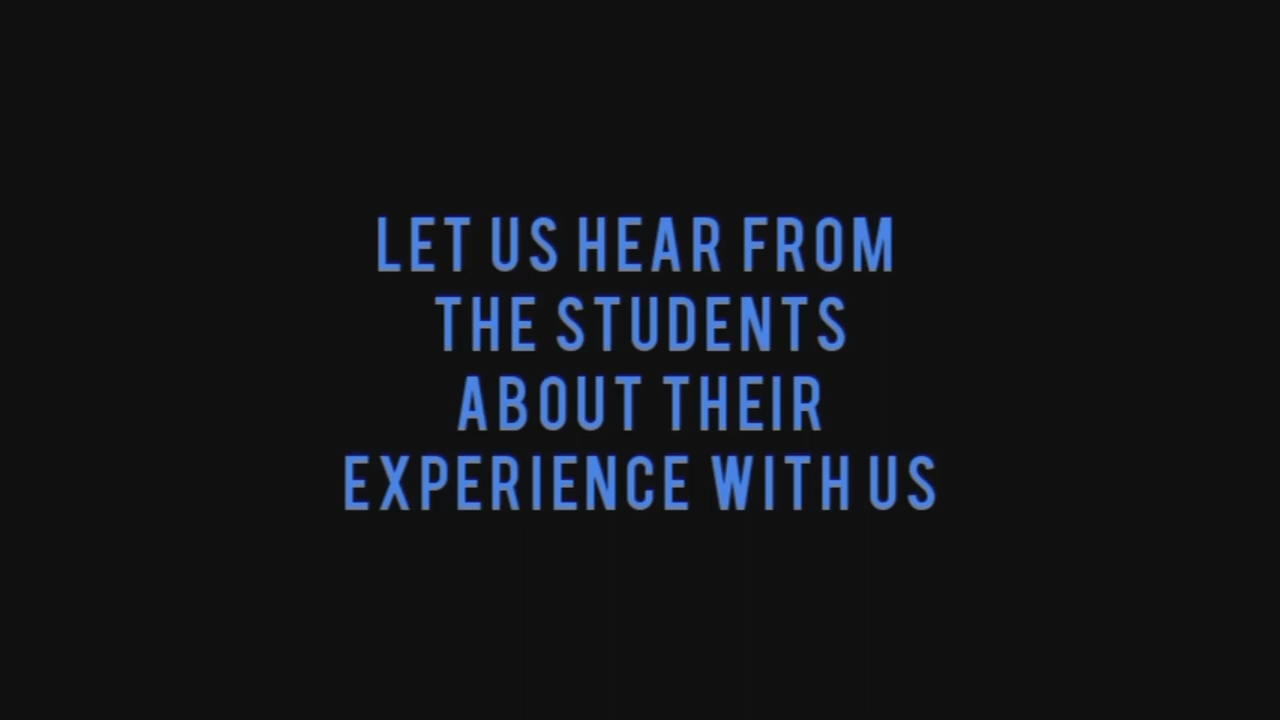 LET US HEAR FROM
THE STUDENTS
ABOUT THEIR
EXPERIENCE WITH US